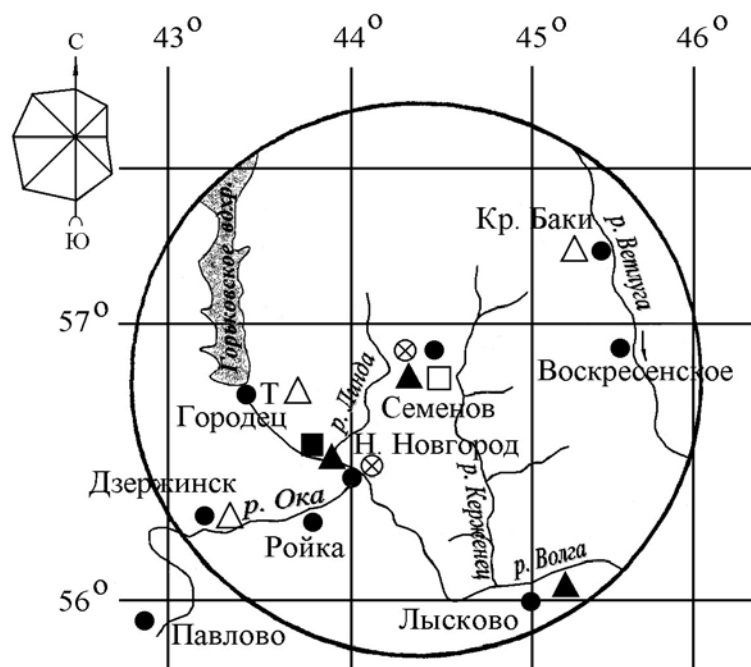 43° 44° 45° 46°
С
Ю
Кр. Баки
р. Ветлуга
Горьковское вдхр.
57°
р. Линда
Воскресенское
Т
Городец
Семенов
Н. Новгород
Дзержинск
р. Ока
р. Керженец
Ройка
р. Волга
56°
Лысково
Павлово